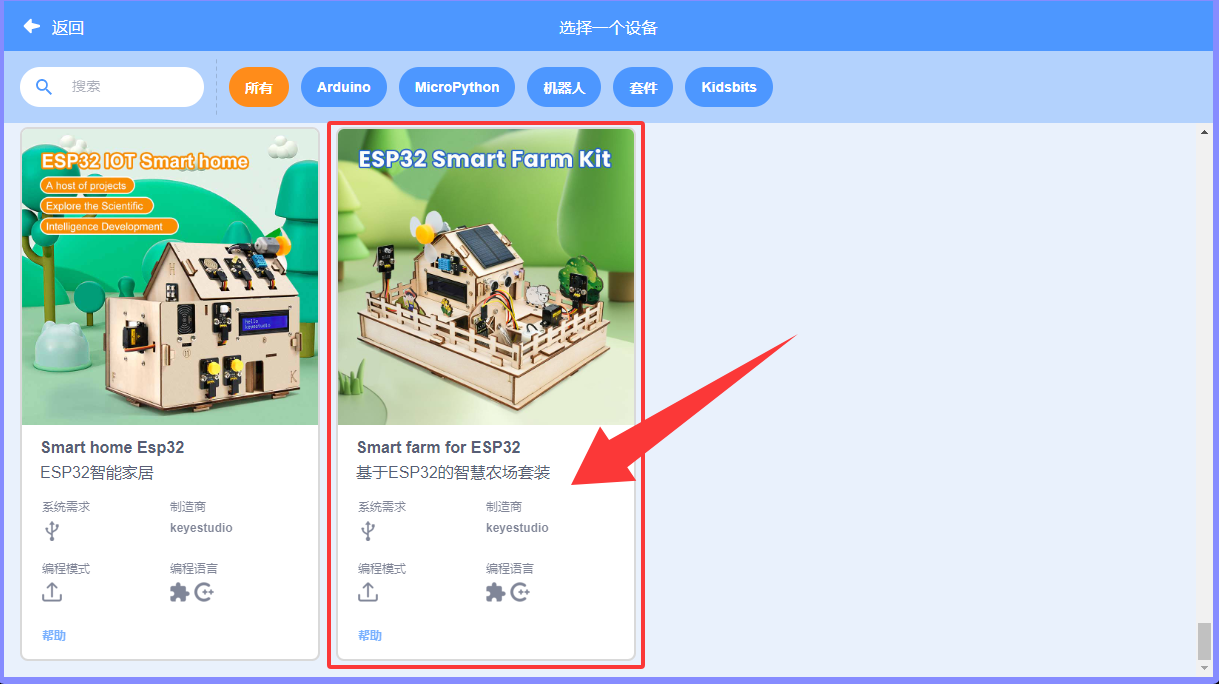 返回
选择一个设备
搜索
所有
Arduino
MicroPython
机器人
套件
Kidsbits
ESP32 IOT Smart home
A host of projects
Explore the Scientific
Intelligence Development
H
hello
keyestudio
F
K
Smart home Esp32
ESP32智能家居
系统需求
制造商
keyestudio
编程模式
编程语言
帮助
ESP32 Smart Farm Kit
Smart farm for ESP32
基于ESP32的智慧农场套装
系统需求
制造商
keyestudio
编程模式
编程语言
帮助